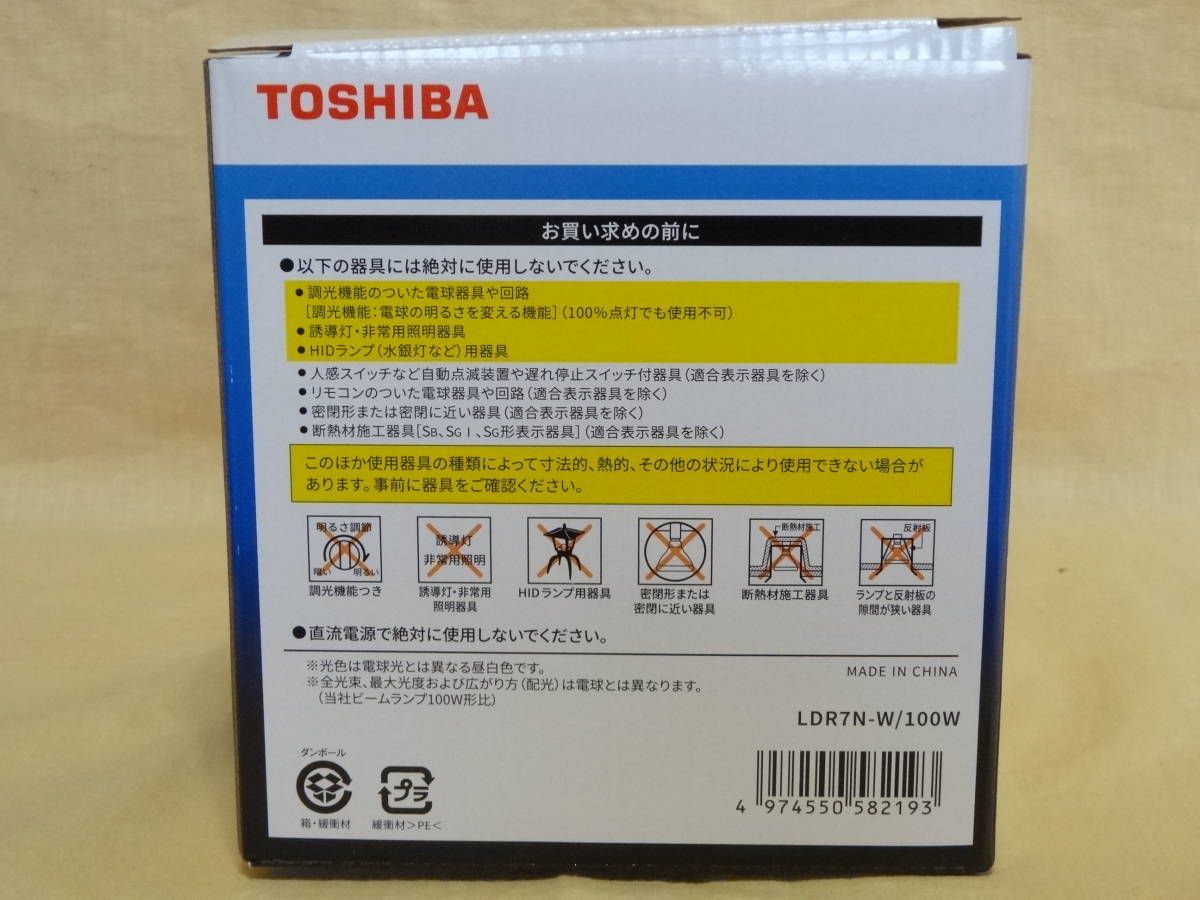 TOSHIBA
お買い求めの前に
●以下の器具には絶対に使用しないでください。
●調光機能のついた電球器具や回路
[調光機能:電球の明るさを変える機能](100%点灯でも使用不可)
●誘導灯・非常用照明器具
●HIDランプ(水銀灯など)用器具
●人感スイッチなど自動点滅装置や遅れ停止スイッチ付器具(適合表示器具を除く)
●リモコンのついた電球器具や回路(適合表示器具を除く)
●密閉形または密閉に近い器具(適合表示器具を除く)
●断熱材施工器具[SB、SGI、SG形表示器具](適合表示器具を除く)
このほか使用器具の種類によって寸法的、熱的、その他の状況により使用できない場合が
あります。事前に器具をご確認ください。
明るさ調節
暗い 明るい
誘導灯
非常用照明
断熱材施工
反射板
調光機能つき
誘導灯・非常用
照明器具
HIDランプ用器具
密閉形または
密閉に近い器具
断熱材施工器具
ランプと反射板の
隙間が狭い器具
●直流電源で絶対に使用しないでください。
※光色は電球光とは異なる昼白色です。
※全光束、最大光度および広がり方(配光)は電球とは異なります。
(当社ビームランプ100W形比)
MADE IN CHINA
LDR7N-W/100W
ダンボール
箱・緩衝材
プラ
緩衝材>PE<
4 974550 582193